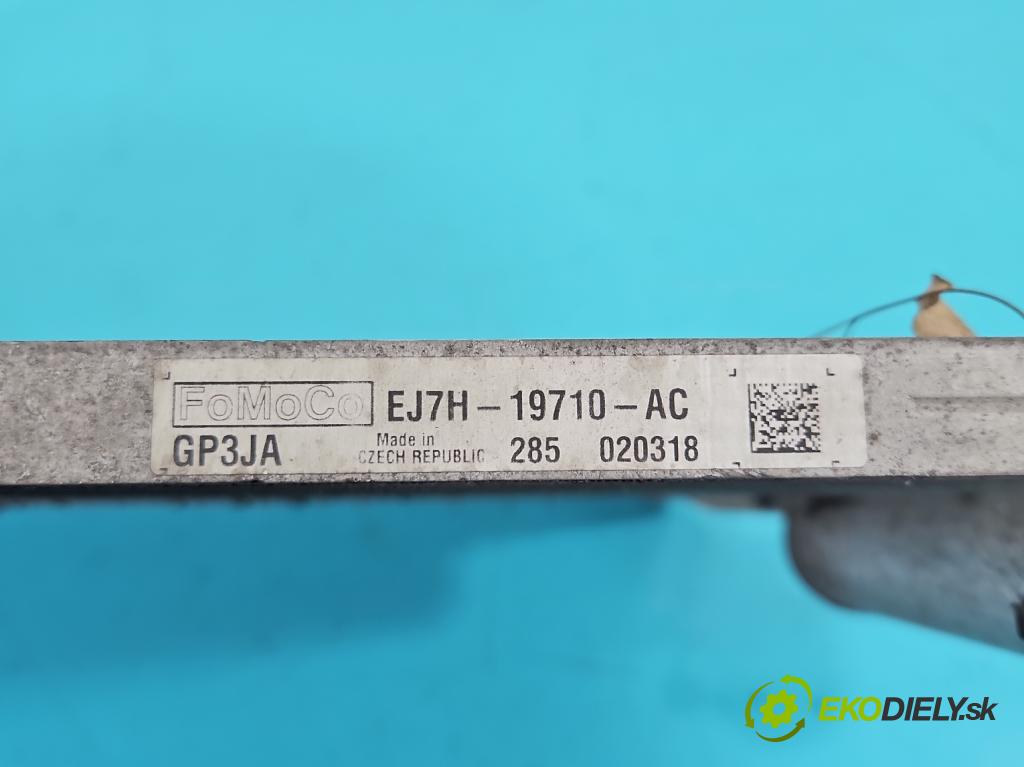 FoMoCo EJ7H-19710-AC
GP3JA Made in CZECH REPUBLIC 285 020318
EKODIELY.sk